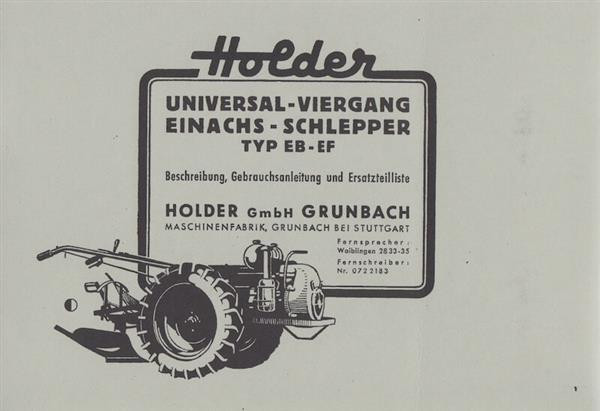 Holder
UNIVERSAL-VIERGANG
EINACHS-SCHLEPPER
TYP EB-EF
Beschreibung, Gebrauchsanleitung und Ersatzteilliste
HOLDER GmbH GRUNBACH
MASCHINENFABRIK, GRUNBACH BEI STUTTGART
Fernsprecher:
Waiblingen 2833-35
Fernschreiber:
Nr. 0722183
1